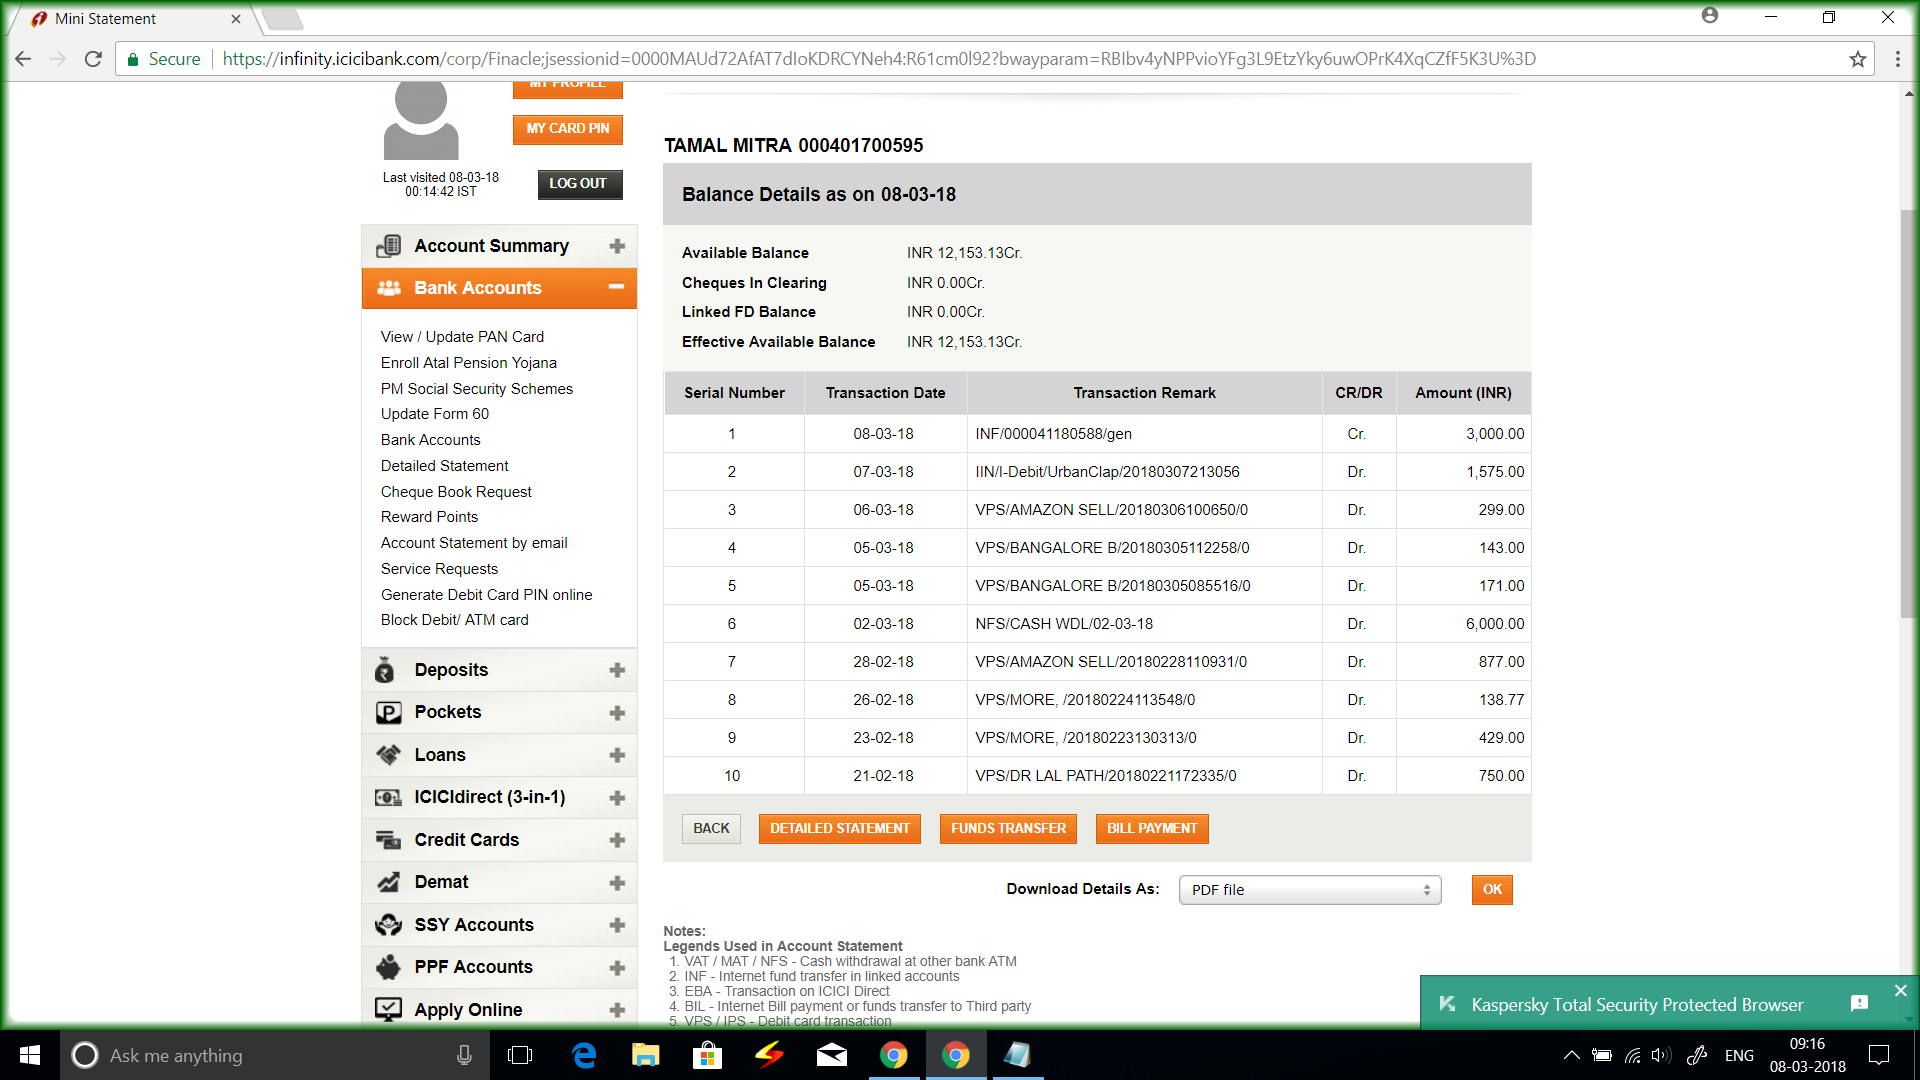 Mini Statement
Secure
https://infinity.icicibank.com/corp/Finacle;jsessionid=0000MAUd72AfAT7dIoKDRCYNeh4:R61cm0l92?bwayparam=RBIbv4yNPPvioYFg3L9EtzYky6uwOPrK4XqCZfF5K3U%3D
MY PROFILE
MY CARD PIN
Last visited 08-03-18
00:14:42 IST
LOG OUT
Account Summary
Bank Accounts
View / Update PAN Card
Enroll Atal Pension Yojana
PM Social Security Schemes
Update Form 60
Bank Accounts
Detailed Statement
Cheque Book Request
Reward Points
Account Statement by email
Service Requests
Generate Debit Card PIN online
Block Debit/ ATM card
Deposits
Pockets
Loans
ICICIdirect (3-in-1)
Credit Cards
Demat
SSY Accounts
PPF Accounts
Apply Online
TAMAL MITRA 000401700595
Balance Details as on 08-03-18
Available Balance INR 12,153.13Cr.
Cheques In Clearing INR 0.00Cr.
Linked FD Balance INR 0.00Cr.
Effective Available Balance INR 12,153.13Cr.
Serial Number Transaction Date Transaction Remark CR/DR Amount (INR)
1 08-03-18 INF/000041180588/gen Cr. 3,000.00
2 07-03-18 IIN/I-Debit/UrbanClap/20180307213056 Dr. 1,575.00
3 06-03-18 VPS/AMAZON SELL/20180306100650/0 Dr. 299.00
4 05-03-18 VPS/BANGALORE B/20180305112258/0 Dr. 143.00
5 05-03-18 VPS/BANGALORE B/20180305085516/0 Dr. 171.00
6 02-03-18 NFS/CASH WDL/02-03-18 Dr. 6,000.00
7 28-02-18 VPS/AMAZON SELL/20180228110931/0 Dr. 877.00
8 26-02-18 VPS/MORE, /20180224113548/0 Dr. 138.77
9 23-02-18 VPS/MORE, /20180223130313/0 Dr. 429.00
10 21-02-18 VPS/DR LAL PATH/20180221172335/0 Dr. 750.00
BACK DETAILED STATEMENT FUNDS TRANSFER BILL PAYMENT
Download Details As: PDF file OK
Notes:
Legends Used in Account Statement
1. VAT / MAT / NFS - Cash withdrawal at other bank ATM
2. INF - Internet fund transfer in linked accounts
3. EBA - Transaction on ICICI Direct
4. BIL - Internet Bill payment or funds transfer to Third party
5. VPS / IPS - Debit card transaction
Kaspersky Total Security Protected Browser
Ask me anything
ENG
09:16
08-03-2018